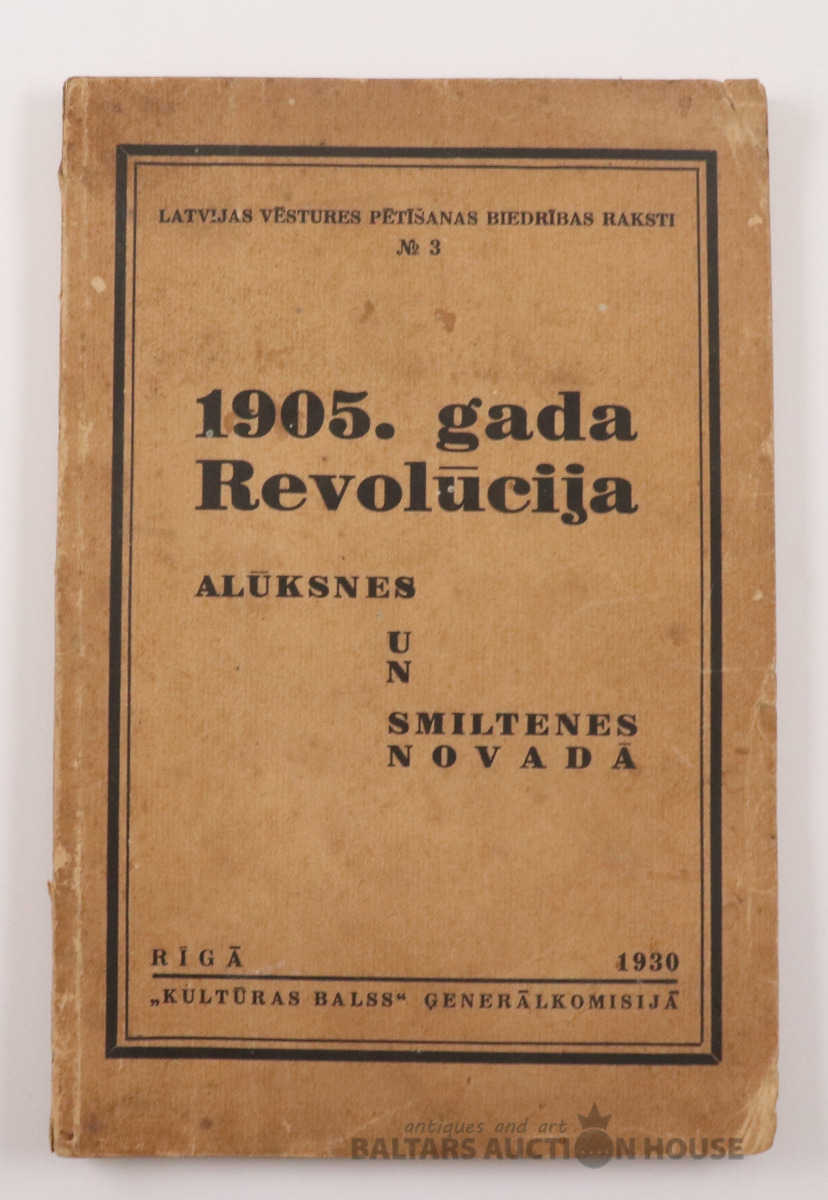 LATVIJAS VĒSTURES PĒTĪŠANAS BIEDRĪBAS RAKSTI
№ 3
1905. gada
Revolūcija
ALŪKSNES
U
N
SMILTENES
NOVADĀ
RĪGĀ 1930
„KULTŪRAS BALSS“ ĢENERĀLKOMISIJĀ
antiques and art
BALTARS AUCTION HOUSE